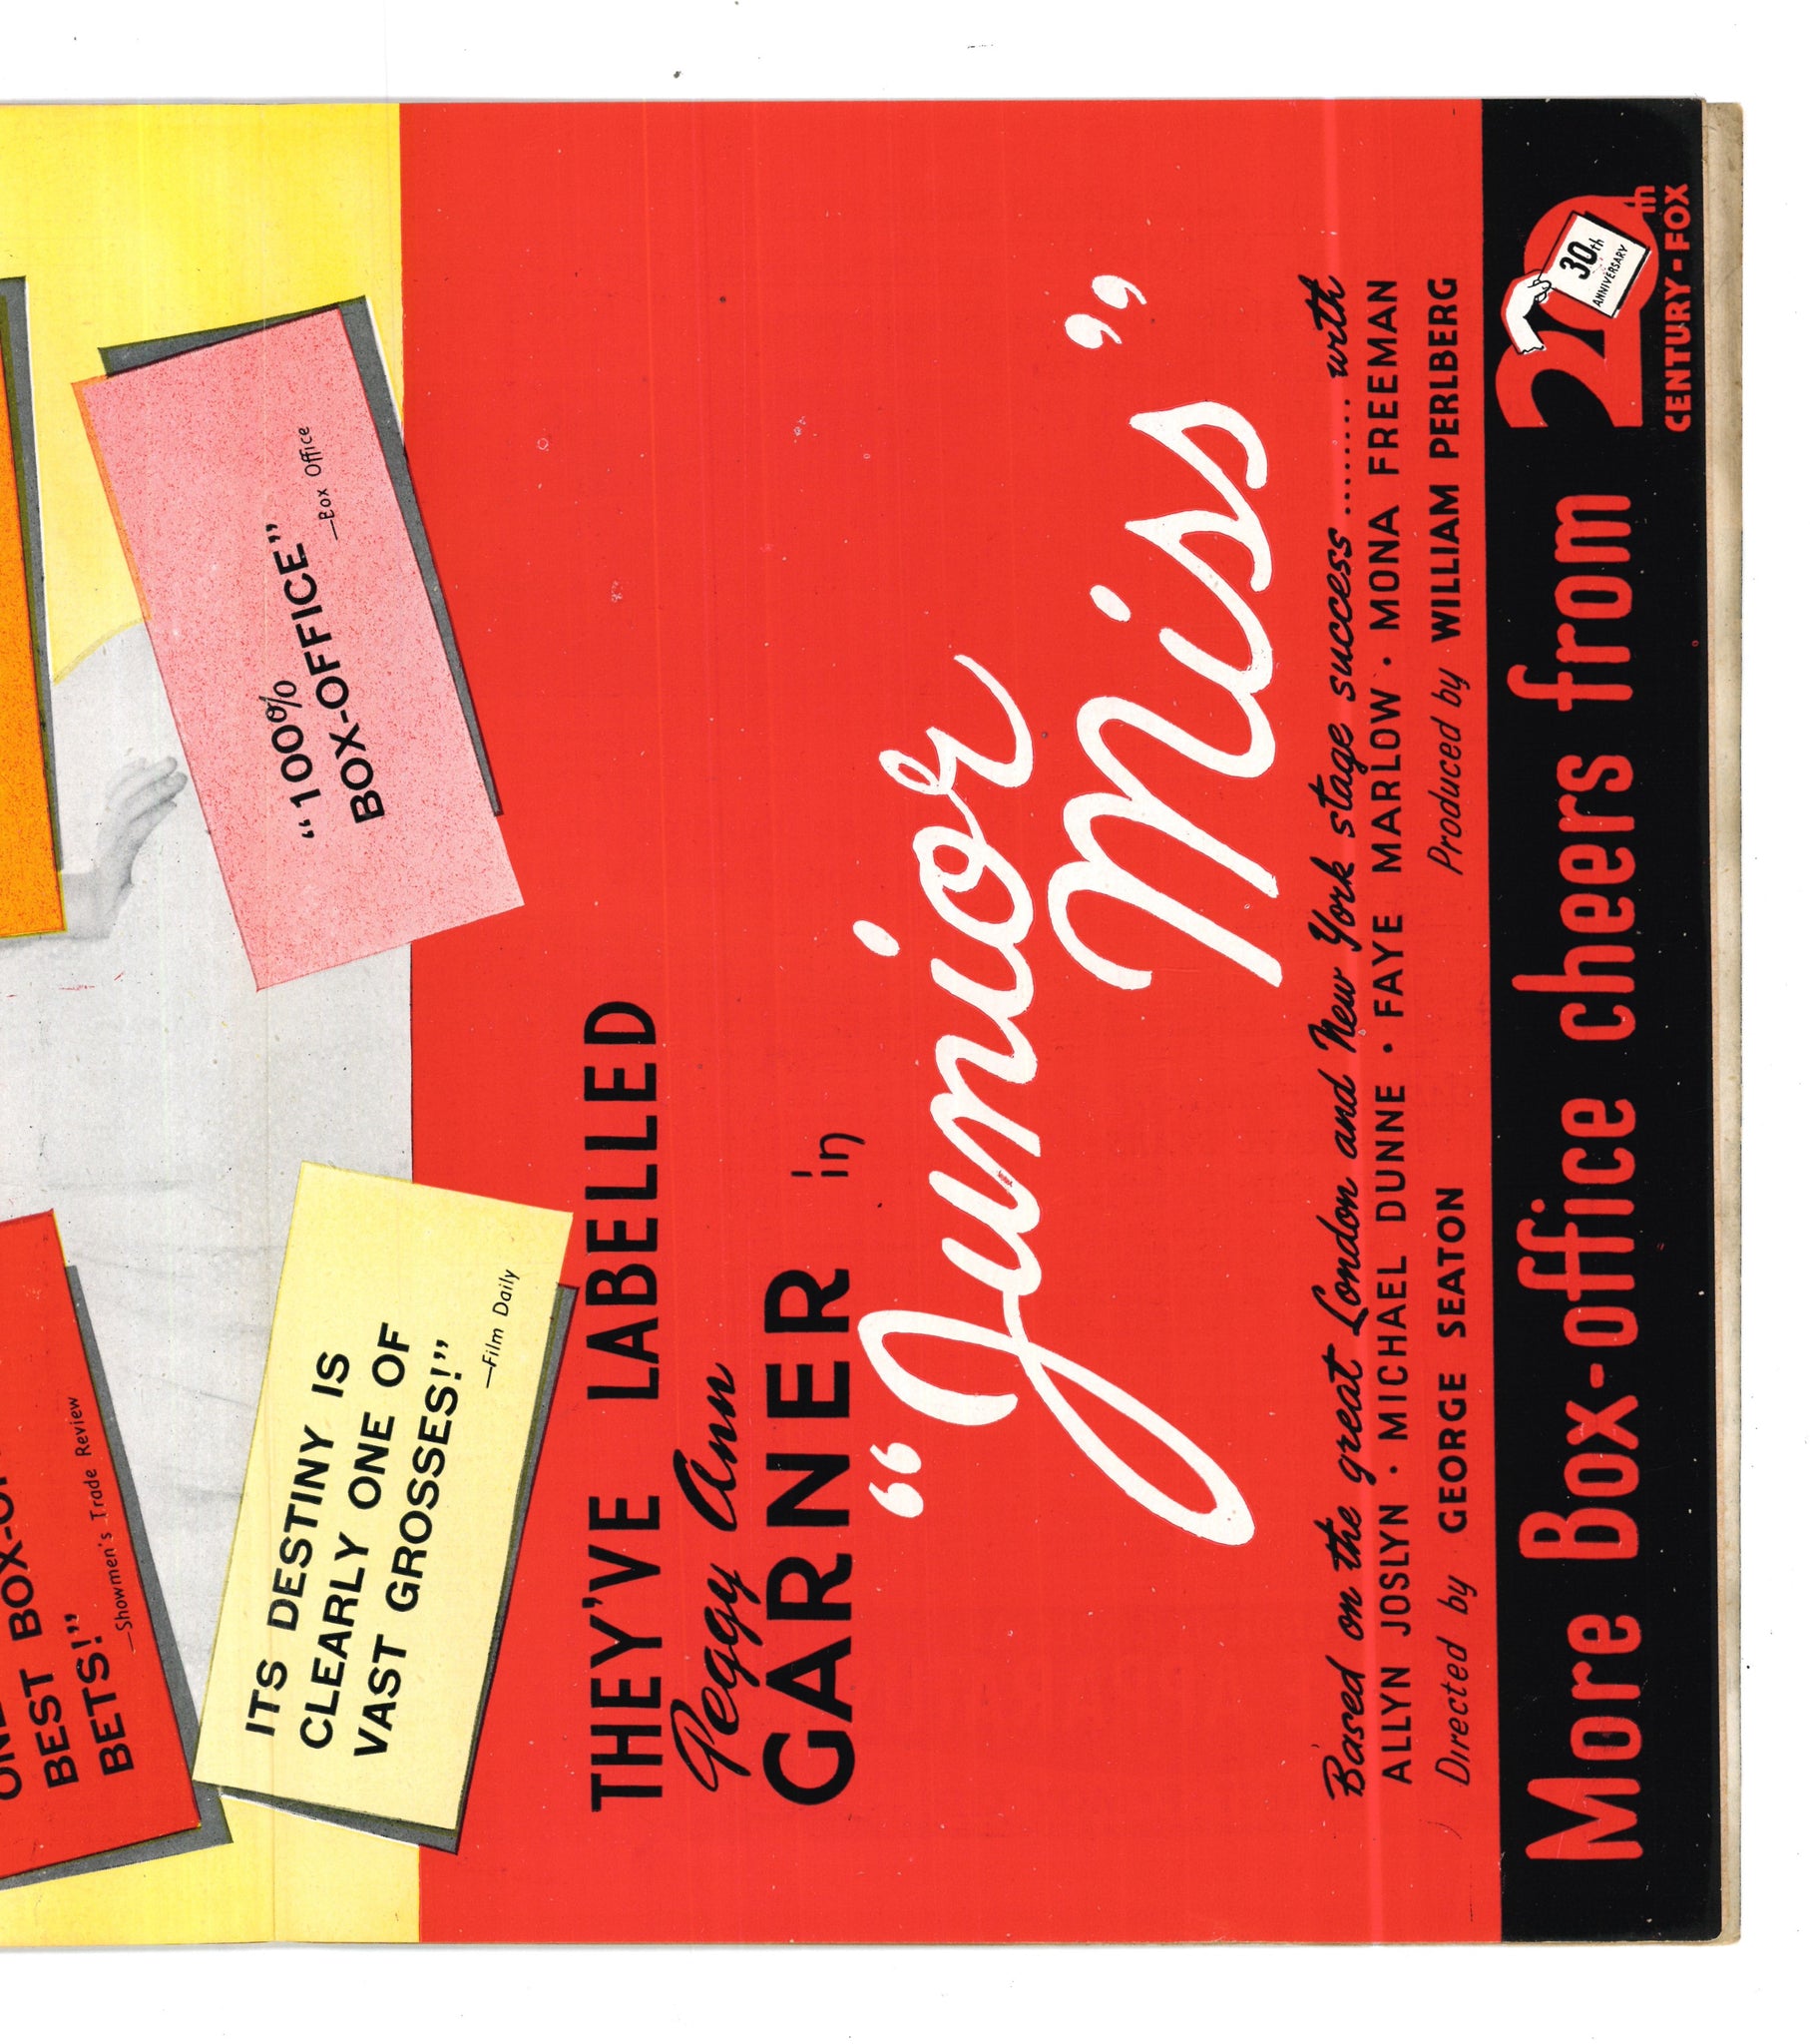 BEST
BETS!”
—Showmen's Trade Review
“100%
BOX-OFFICE”
—Box Office
ITS DESTINY IS
CLEARLY ONE OF
VAST GROSSES!”
—Film Daily
THEY'VE LABELLED
Peggy Ann
GARNER in
“Junior
Miss”
Based on the great London and New York stage success ........ with
ALLYN JOSLYN · MICHAEL DUNNE · FAYE MARLOW · MONA FREEMAN
Directed by GEORGE SEATON Produced by WILLIAM PERLBERG
More Box-office cheers from 20th
CENTURY-FOX
30th
ANNIVERSARY